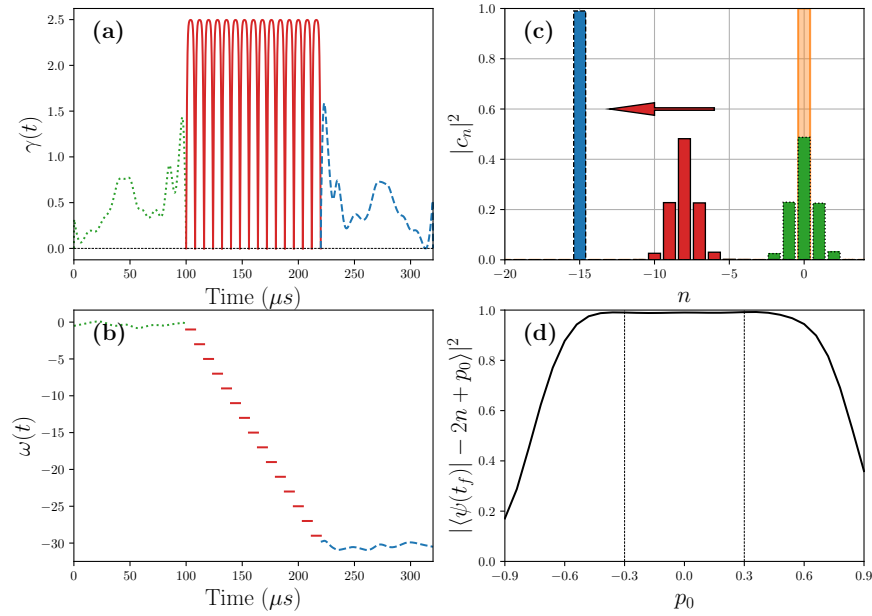 (a)
γ(t)
2.5
2.0
1.5
1.0
0.5
0.0
0 50 100 150 200 250 300
Time (μs)
(c)
|c_n|^2
1.0
0.8
0.6
0.4
0.2
0.0
−20 −15 −10 −5 0
n
(b)
ω(t)
0
−5
−10
−15
−20
−25
−30
0 50 100 150 200 250 300
Time (μs)
(d)
|⟨ψ(t_f)| − 2n + p_0⟩|^2
1.0
0.8
0.6
0.4
0.2
0.0
−0.9 −0.6 −0.3 0.0 0.3 0.6 0.9
p_0